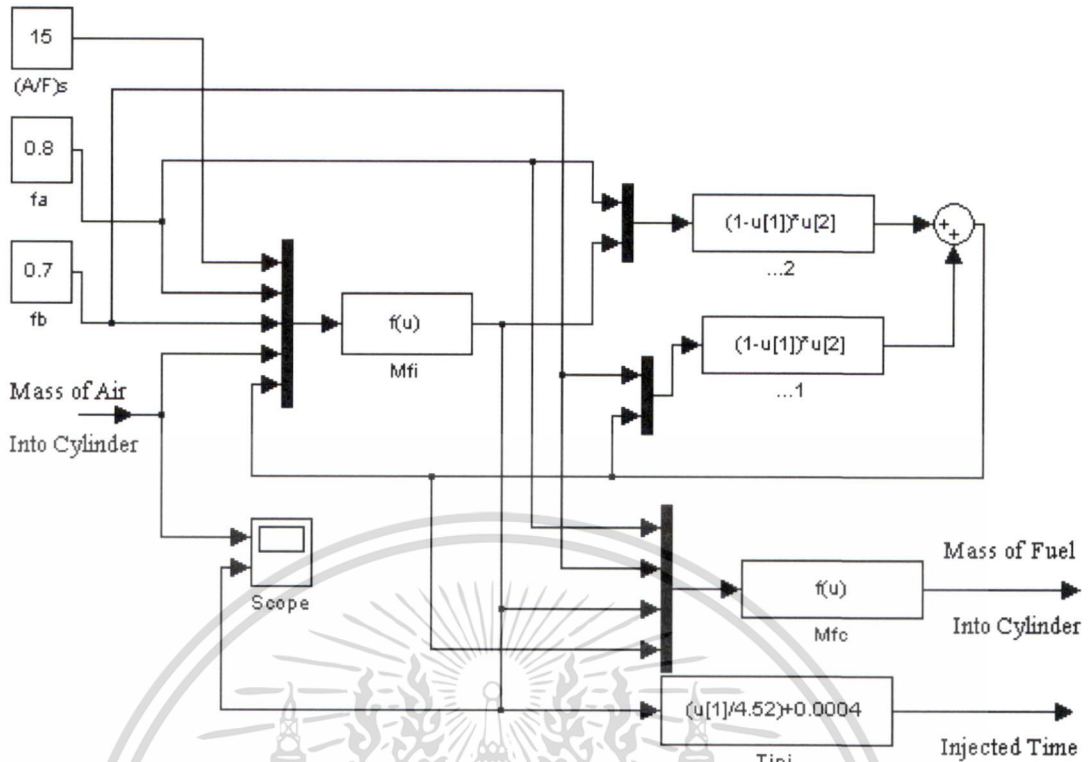 15
(A/F)s
0.8
fa
0.7
fb
Mass of Air
Into Cylinder
f(u)
Mfi
(1-u[1])*u[2]
...2
+
+
(1-u[1])*u[2]
...1
Scope
f(u)
Mfc
Mass of Fuel
Into Cylinder
(u[1]/4.52)+0.0004
Tinj
Injected Time